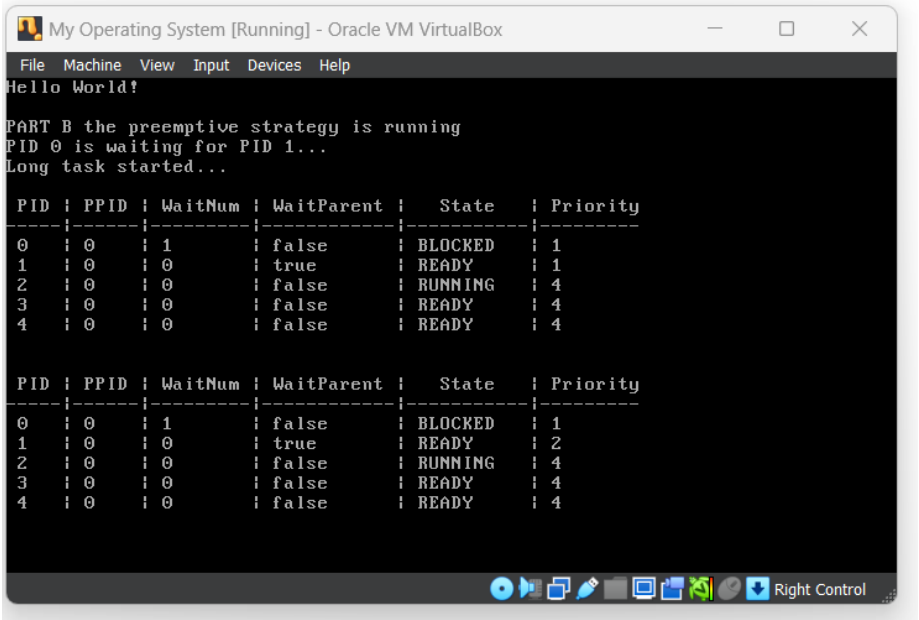 My Operating System [Running] - Oracle VM VirtualBox
File Machine View Input Devices Help
Hello World!
PART B the preemptive strategy is running
PID 0 is waiting for PID 1...
Long task started...
PID | PPID | WaitNum | WaitParent | State | Priority
-----|------|---------|------------|-----------|---------
0 | 0 | 1 | false | BLOCKED | 1
1 | 0 | 0 | true | READY | 1
2 | 0 | 0 | false | RUNNING | 4
3 | 0 | 0 | false | READY | 4
4 | 0 | 0 | false | READY | 4
PID | PPID | WaitNum | WaitParent | State | Priority
-----|------|---------|------------|-----------|---------
0 | 0 | 1 | false | BLOCKED | 1
1 | 0 | 0 | true | READY | 2
2 | 0 | 0 | false | RUNNING | 4
3 | 0 | 0 | false | READY | 4
4 | 0 | 0 | false | READY | 4
Right Control